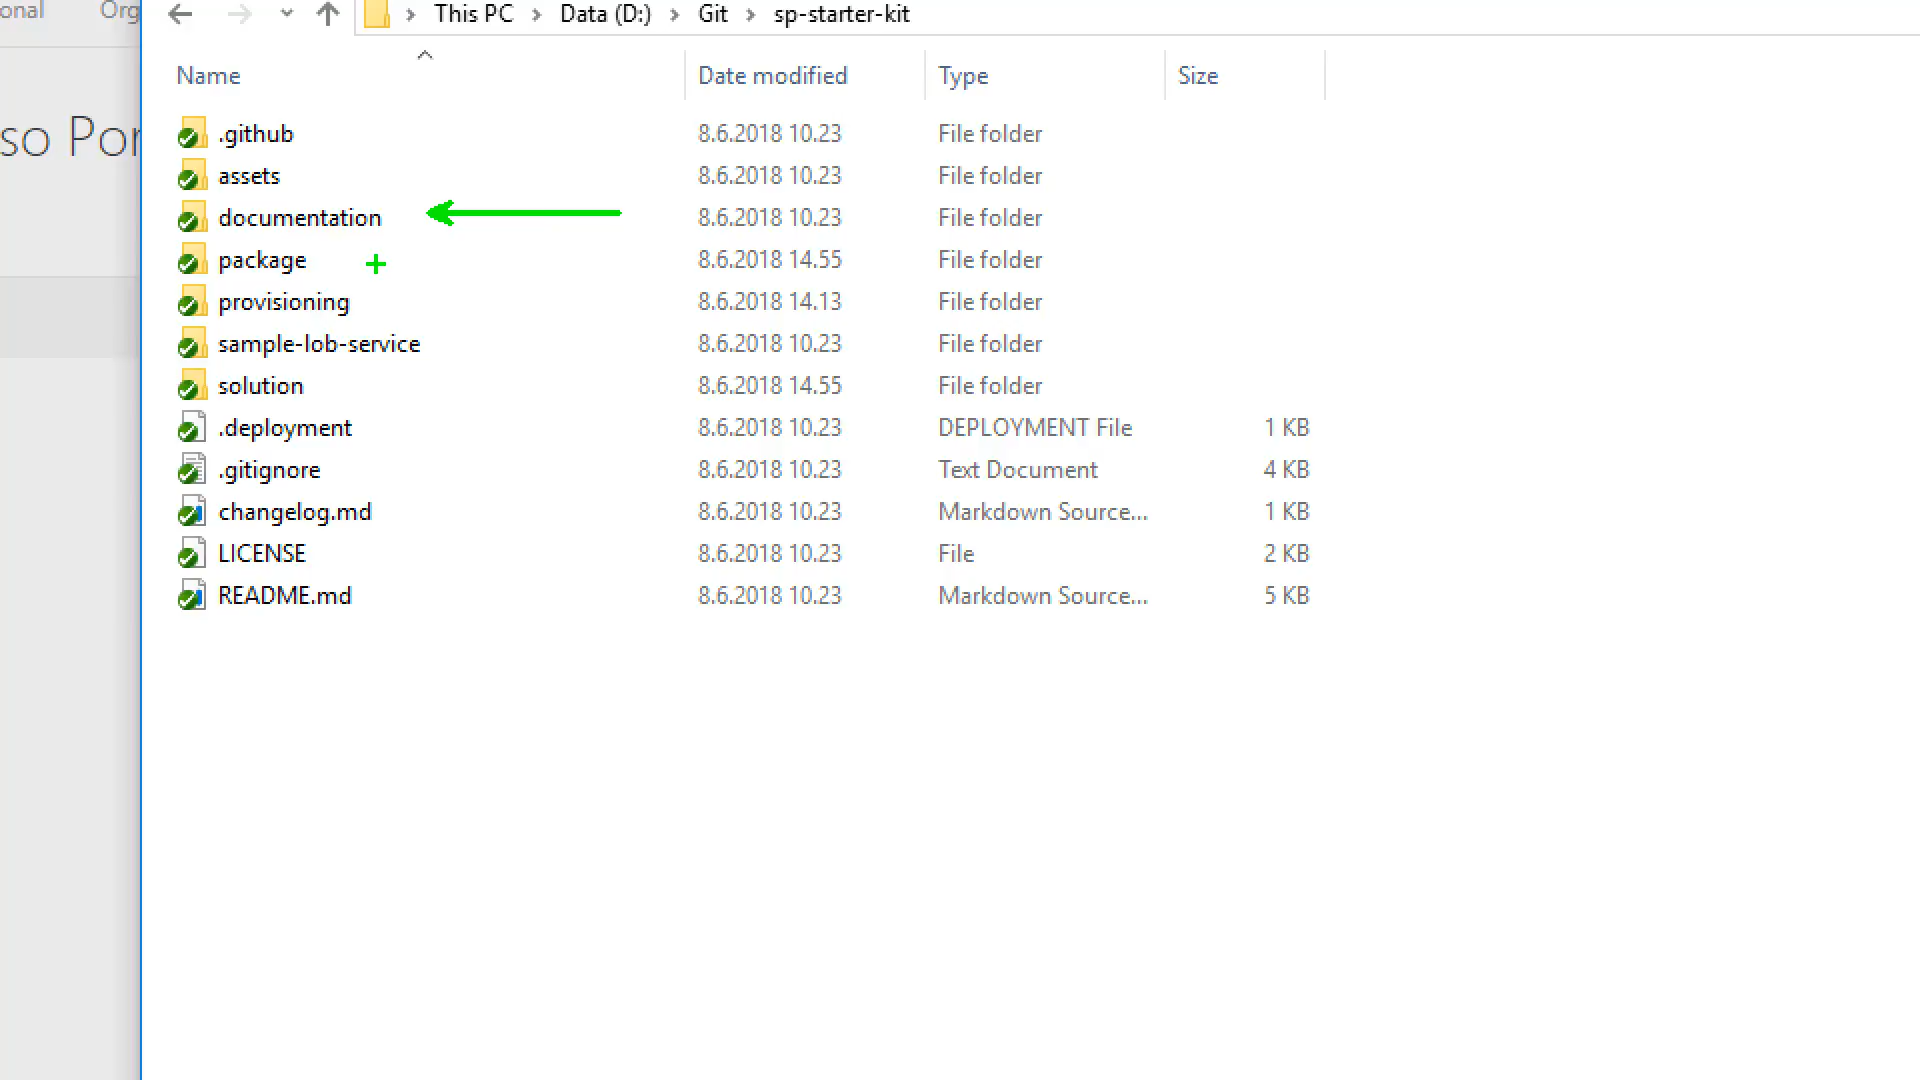 onal Org
so Por
This PC > Data (D:) > Git > sp-starter-kit
Name Date modified Type Size
.github 8.6.2018 10.23 File folder
assets 8.6.2018 10.23 File folder
documentation 8.6.2018 10.23 File folder
package 8.6.2018 14.55 File folder
provisioning 8.6.2018 14.13 File folder
sample-lob-service 8.6.2018 10.23 File folder
solution 8.6.2018 14.55 File folder
.deployment 8.6.2018 10.23 DEPLOYMENT File 1 KB
.gitignore 8.6.2018 10.23 Text Document 4 KB
changelog.md 8.6.2018 10.23 Markdown Source... 1 KB
LICENSE 8.6.2018 10.23 File 2 KB
README.md 8.6.2018 10.23 Markdown Source... 5 KB